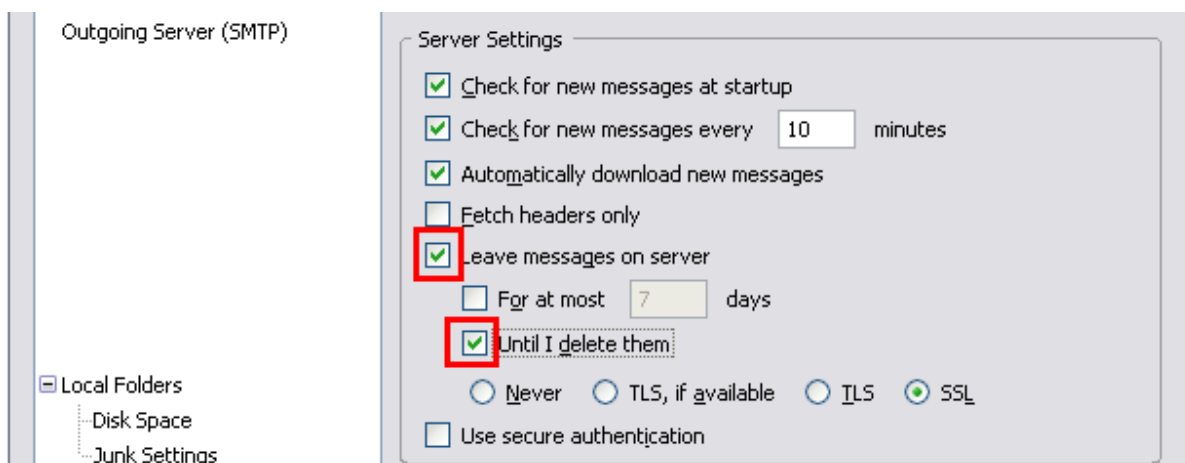 Outgoing Server (SMTP)
Server Settings
Check for new messages at startup
Check for new messages every 10 minutes
Automatically download new messages
Fetch headers only
Leave messages on server
For at most 7 days
Until I delete them
Never TLS, if available TLS SSL
Use secure authentication
Local Folders
Disk Space
Junk Settings